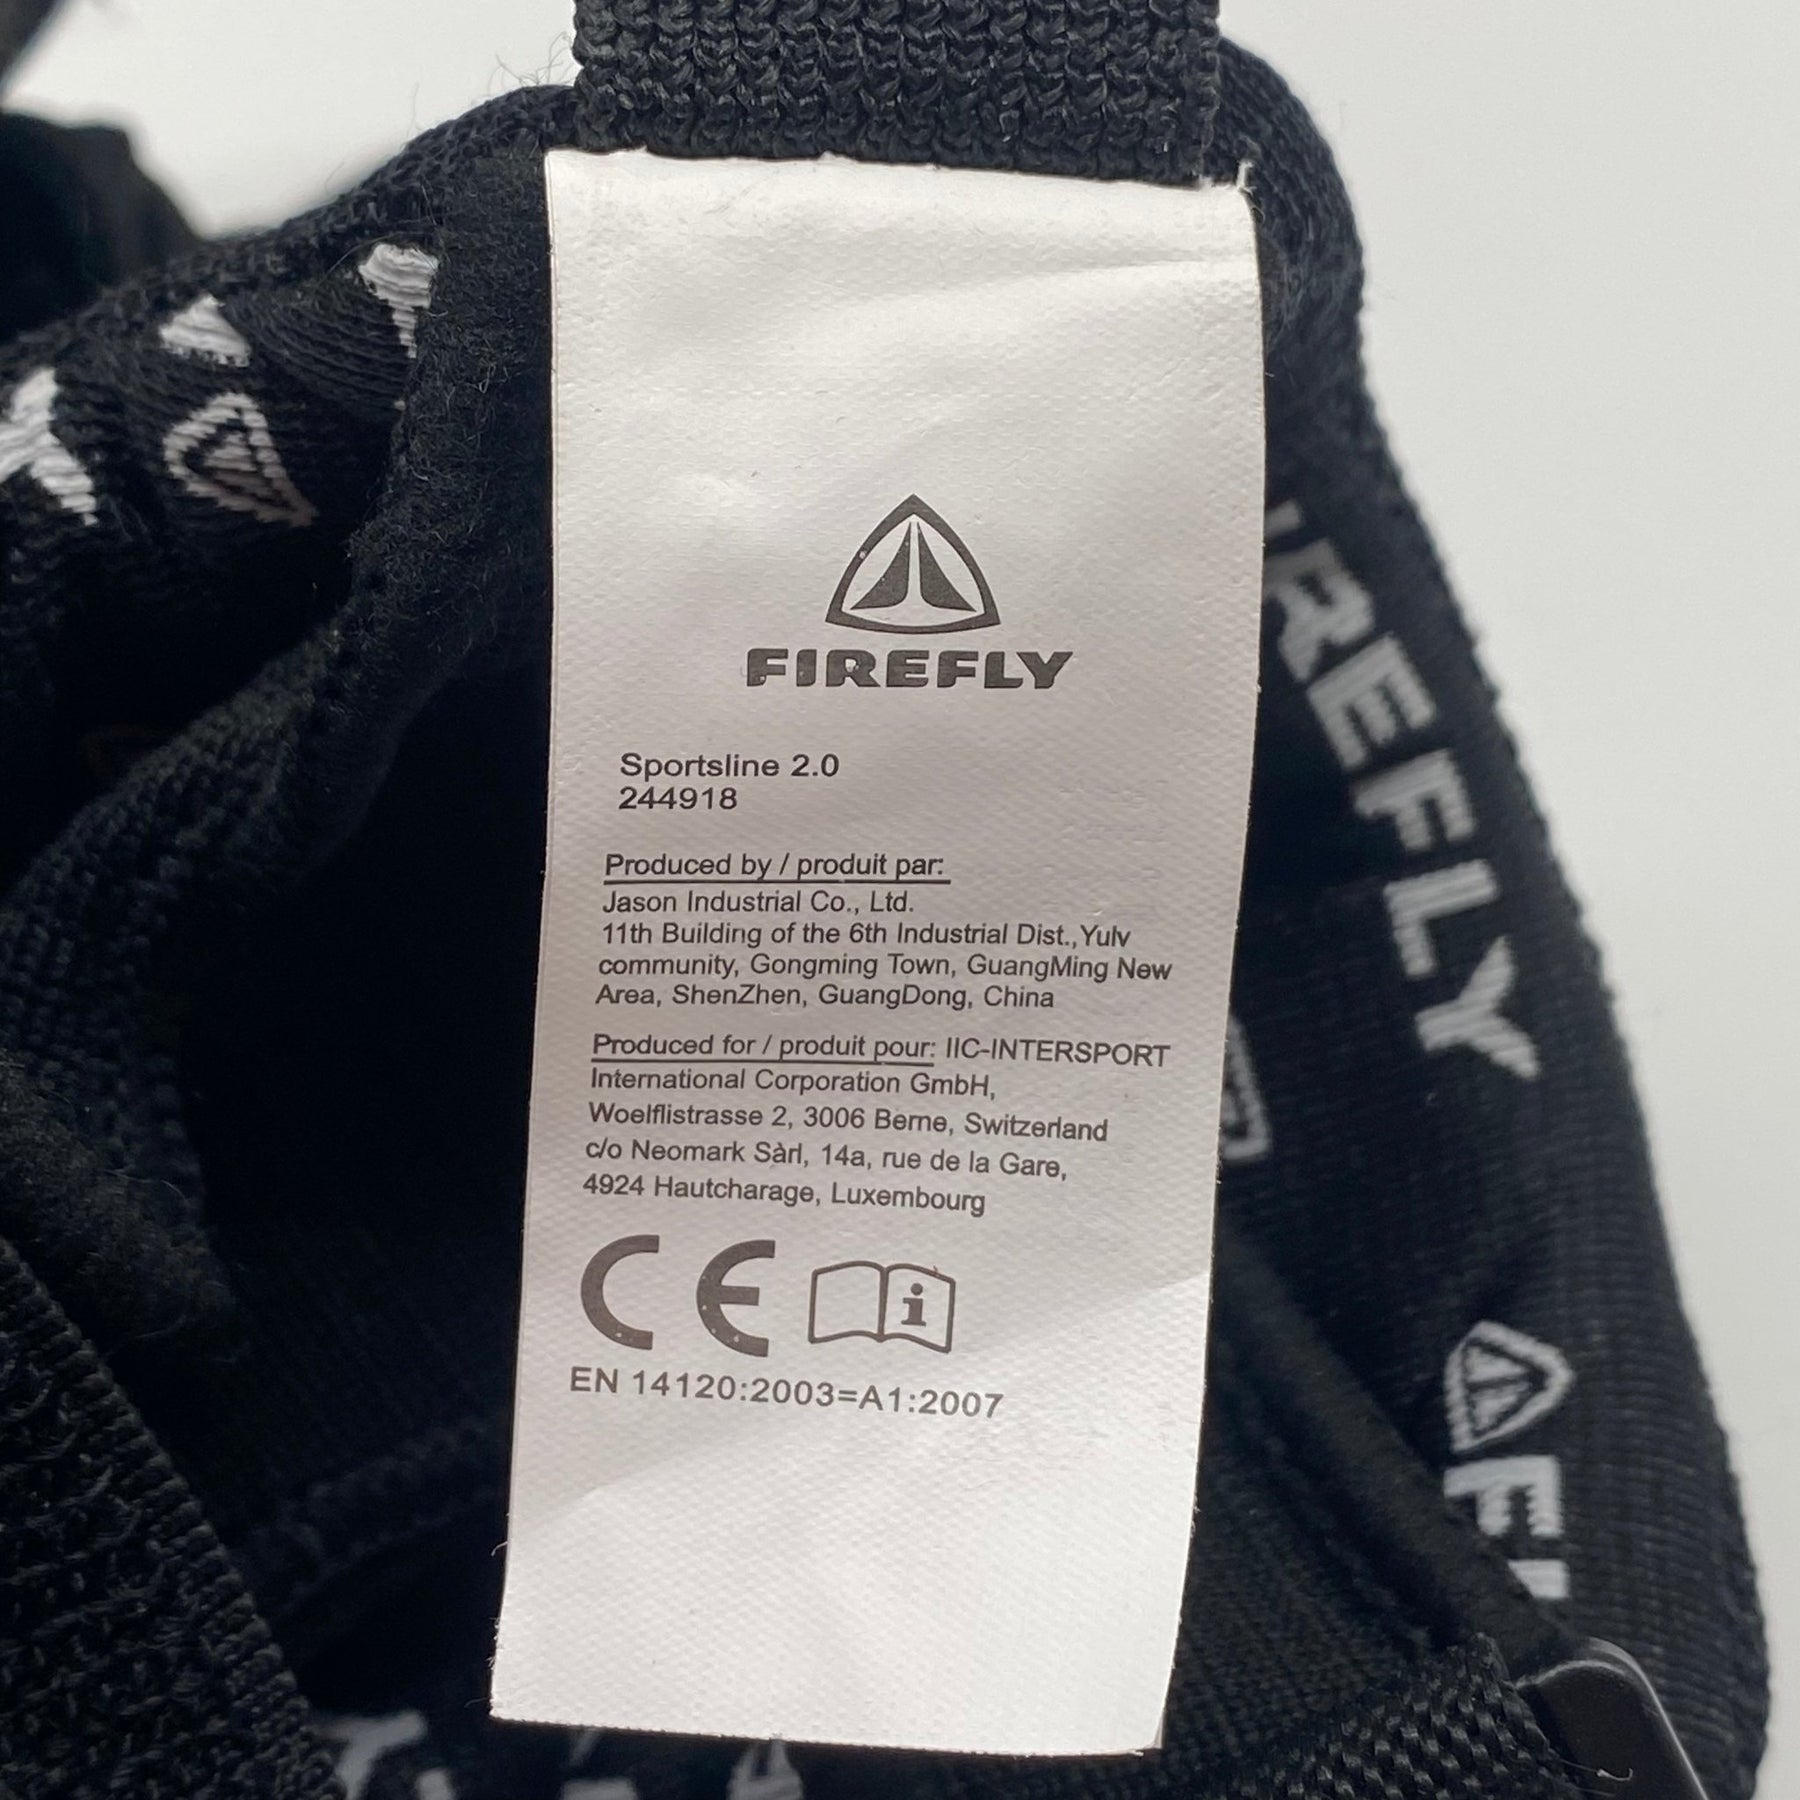 FIREFLY
Sportsline 2.0
244918
Produced by / produit par:
Jason Industrial Co., Ltd.
11th Building of the 6th Industrial Dist., Yulv
community, Gongming Town, GuangMing New
Area, ShenZhen, GuangDong, China
Produced for / produit pour: IIC-INTERSPORT
International Corporation GmbH,
Woelflistrasse 2, 3006 Berne, Switzerland
c/o Neomark Sàrl, 14a, rue de la Gare,
4924 Hautcharage, Luxembourg
CE i
EN 14120:2003=A1:2007
IREFLY
FI